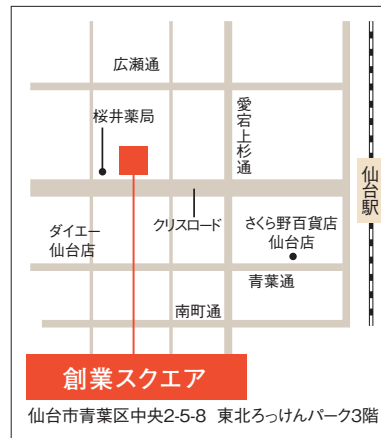 広瀬通
桜井薬局
愛宕上杉通
仙台駅
クリスロード
ダイエー
仙台店
さくら野百貨店
仙台店
青葉通
南町通
創業スクエア
仙台市青葉区中央2-5-8 東北ろっけんパーク3階